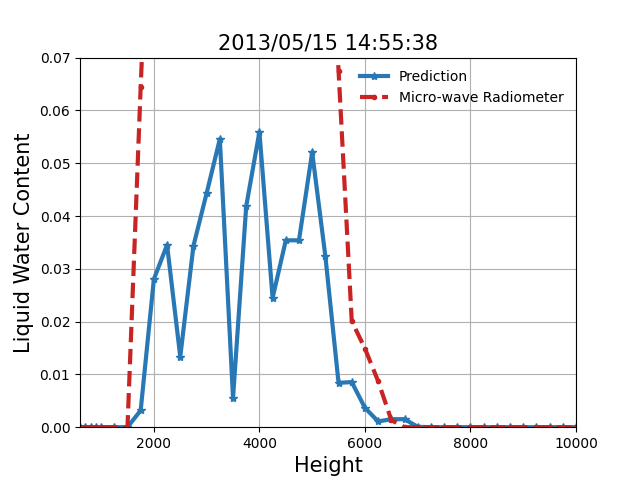 2013/05/15 14:55:38
0.07
0.06
0.05
0.04
0.03
0.02
0.01
0.00
Liquid Water Content
Prediction
Micro-wave Radiometer
2000 4000 6000 8000 10000
Height